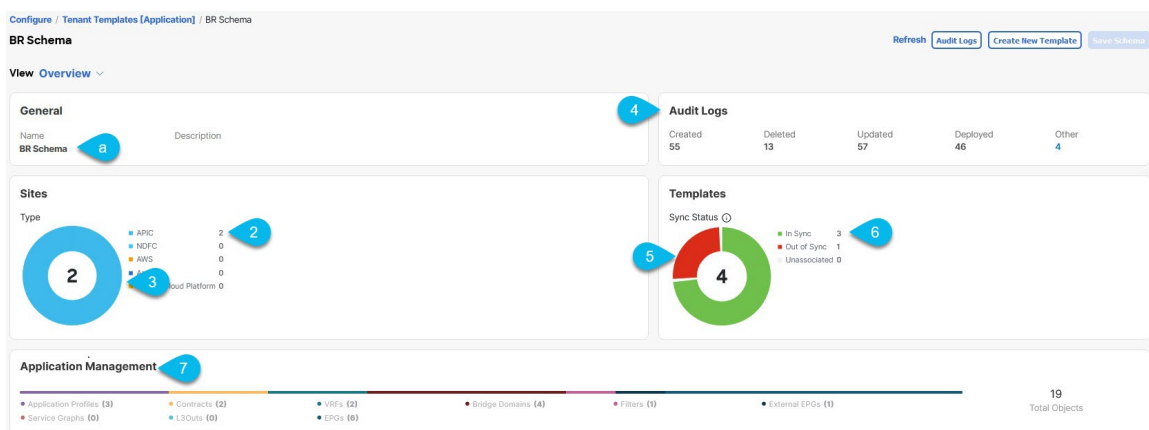 Configure / Tenant Templates [Application] / BR Schema
BR Schema
Refresh Audit Logs Create New Template Save Schema
View Overview
General
Name Description
BR Schema a
4 Audit Logs
Created Deleted Updated Deployed Other
55 13 57 46 4
Sites
Type
APIC 2 2
NDFC 0
AWS 0
0
loud Platform 0
2
3
Templates
Sync Status
In Sync 3 6
Out of Sync 1
Unassociated 0
5
4
Application Management 7
Application Profiles (3) Contracts (2) VRFs (2) Bridge Domains (4) Filters (1) External EPGs (1)
Service Graphs (0) L3Outs (0) EPGs (6)
19
Total Objects